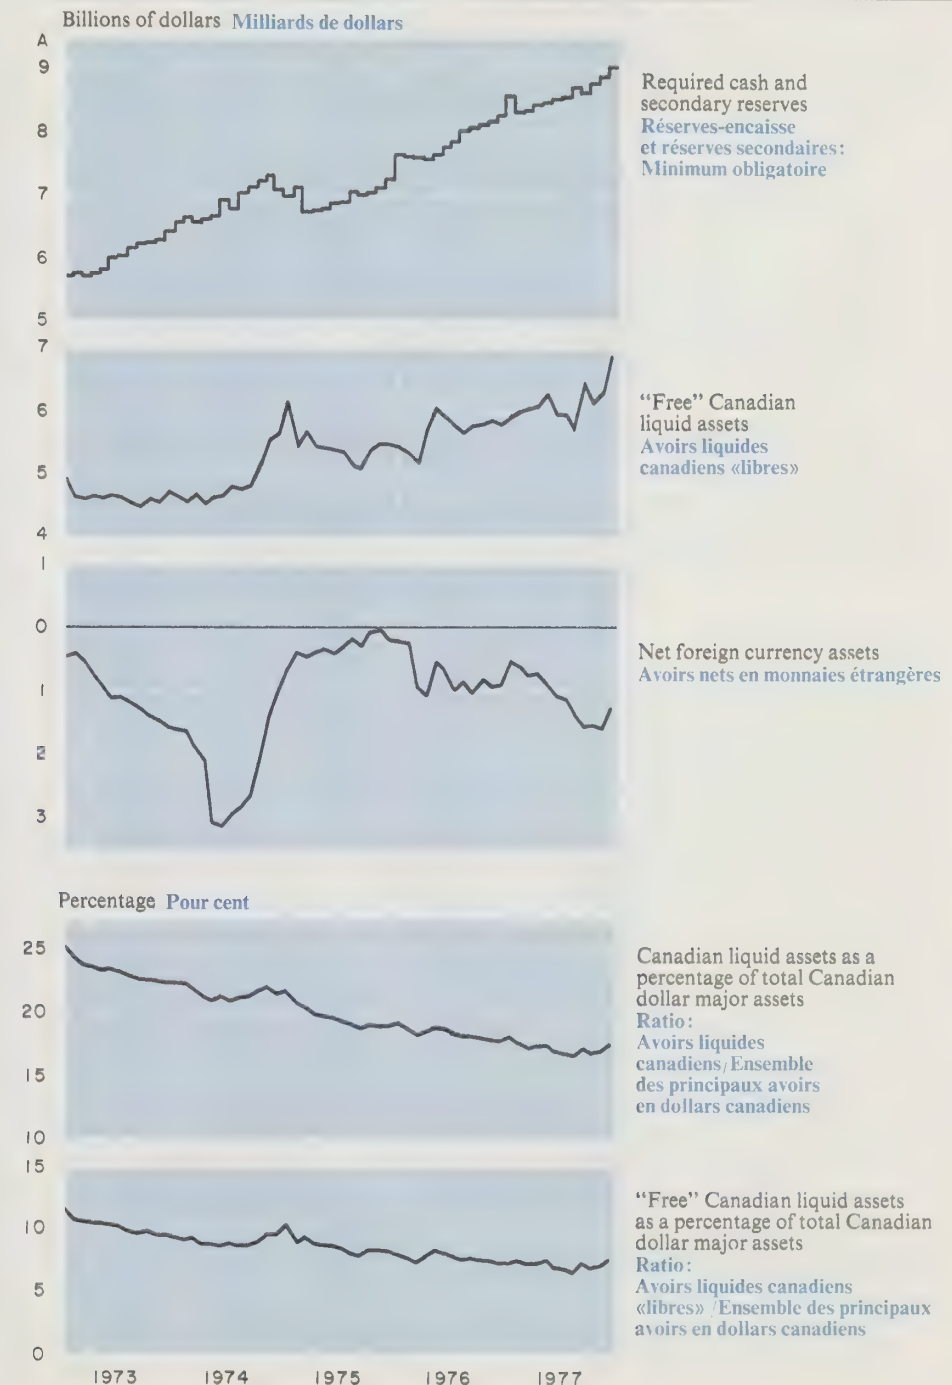 Billions of dollars Milliards de dollars
A
9
8
7
6
5
Required cash and
secondary reserves
Réserves-encaisse
et réserves secondaires:
Minimum obligatoire
7
6
5
4
"Free" Canadian
liquid assets
Avoirs liquides
canadiens «libres»
1
0
1
2
3
Net foreign currency assets
Avoirs nets en monnaies étrangères
Percentage Pour cent
25
20
15
10
Canadian liquid assets as a
percentage of total Canadian
dollar major assets
Ratio:
Avoirs liquides
canadiens/Ensemble
des principaux avoirs
en dollars canadiens
15
10
5
0
"Free" Canadian liquid assets
as a percentage of total Canadian
dollar major assets
Ratio:
Avoirs liquides canadiens
«libres» /Ensemble des principaux
avoirs en dollars canadiens
1973 1974 1975 1976 1977